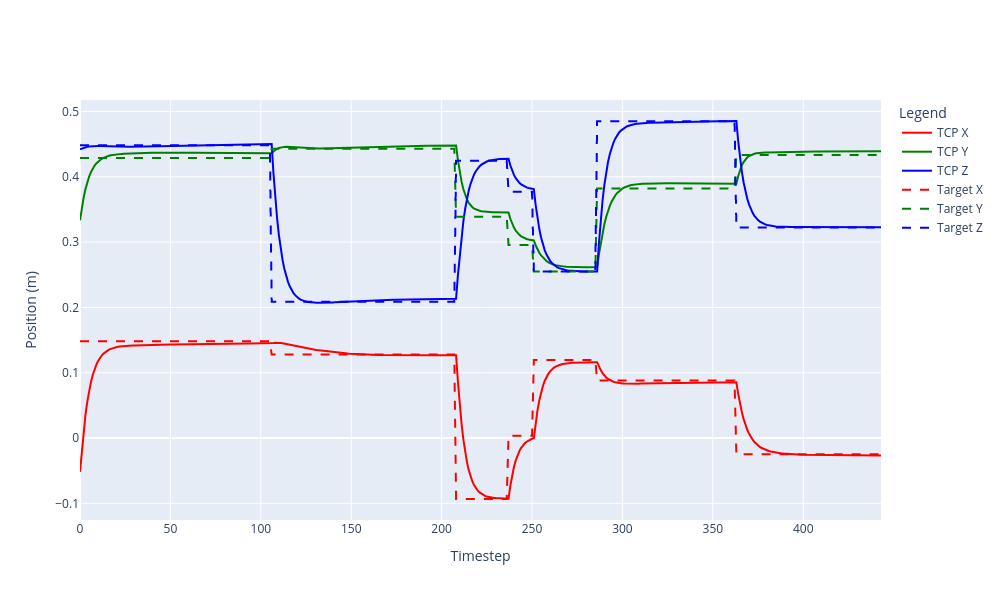 Legend
TCP X
TCP Y
TCP Z
Target X
Target Y
Target Z
0.5
0.4
0.3
0.2
0.1
0
−0.1
Position (m)
0 50 100 150 200 250 300 350 400
Timestep